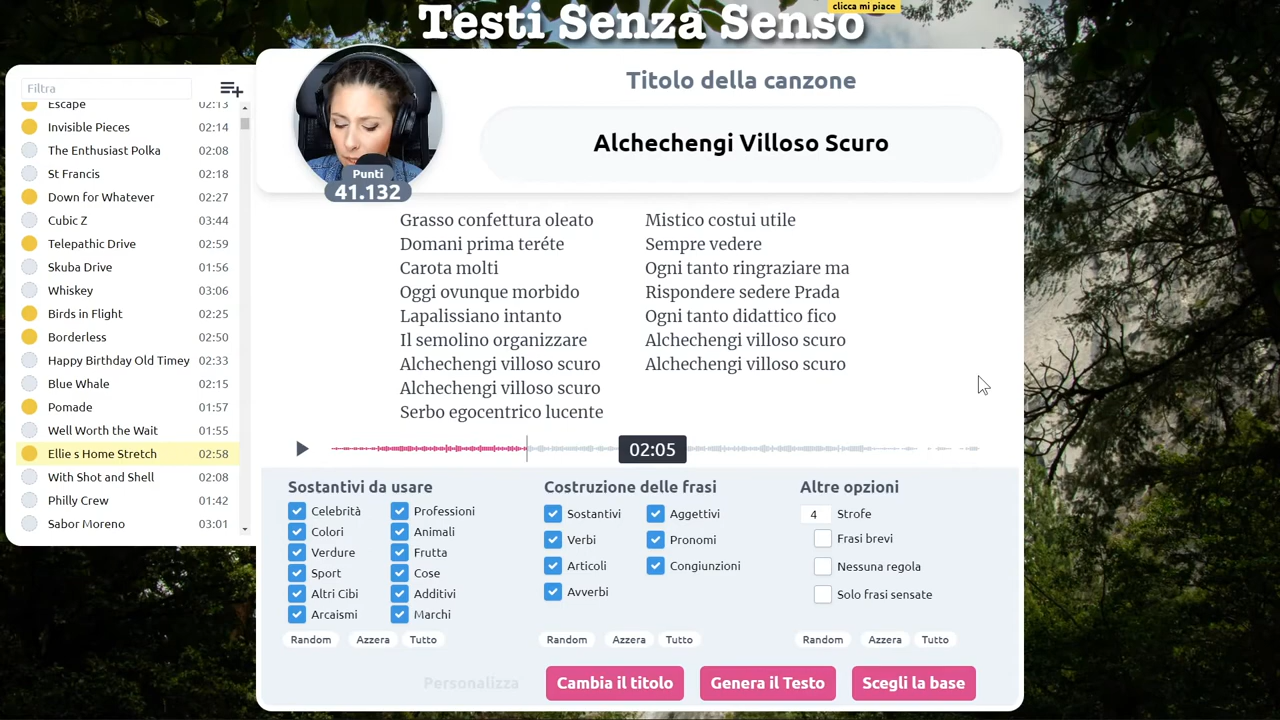 clicca mi piace
Testi Senza Senso
Filtra
Escape 02:13
Invisible Pieces 02:14
The Enthusiast Polka 02:08
St Francis 02:18
Down for Whatever 02:27
Cubic Z 03:44
Telepathic Drive 02:59
Skuba Drive 01:56
Whiskey 03:06
Birds in Flight 02:25
Borderless 02:50
Happy Birthday Old Timey 02:33
Blue Whale 02:15
Pomade 01:57
Well Worth the Wait 01:55
Ellie s Home Stretch 02:58
With Shot and Shell 02:08
Philly Crew 01:42
Sabor Moreno 03:01
Punti
41.132
Titolo della canzone
Alchechengi Villoso Scuro
Grasso confettura oleato
Domani prima teréte
Carota molti
Oggi ovunque morbido
Lapalissiano intanto
Il semolino organizzare
Alchechengi villoso scuro
Alchechengi villoso scuro
Serbo egocentrico lucente
Mistico costui utile
Sempre vedere
Ogni tanto ringraziare ma
Rispondere sedere Prada
Ogni tanto didattico fico
Alchechengi villoso scuro
Alchechengi villoso scuro
02:05
Sostantivi da usare
Celebrità Professioni
Colori Animali
Verdure Frutta
Sport Cose
Altri Cibi Additivi
Arcaismi Marchi
Random Azzera Tutto
Costruzione delle frasi
Sostantivi Aggettivi
Verbi Pronomi
Articoli Congiunzioni
Avverbi
Random Azzera Tutto
Altre opzioni
4 Strofe
Frasi brevi
Nessuna regola
Solo frasi sensate
Random Azzera Tutto
Personalizza Cambia il titolo Genera il Testo Scegli la base